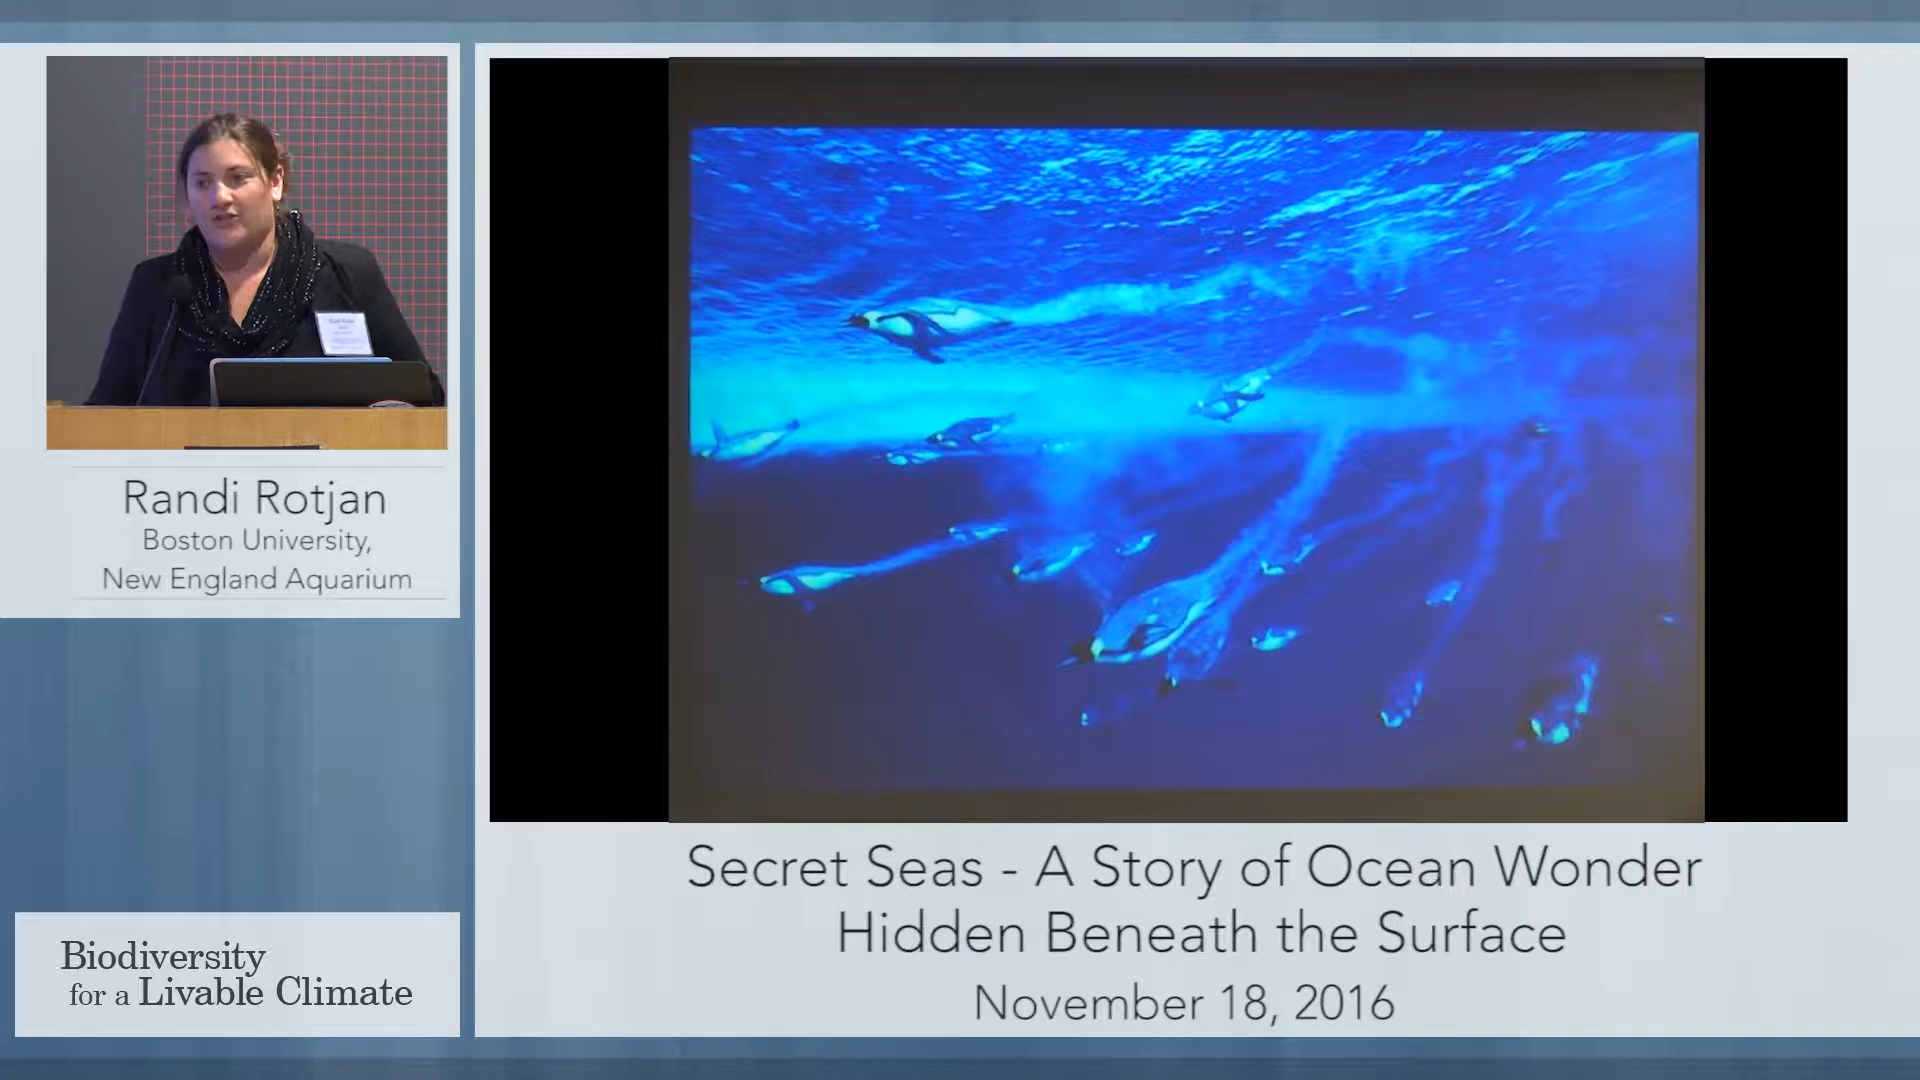 Randi Rotjan
Boston University,
New England Aquarium
Biodiversity
for a Livable Climate
Secret Seas - A Story of Ocean Wonder
Hidden Beneath the Surface
November 18, 2016